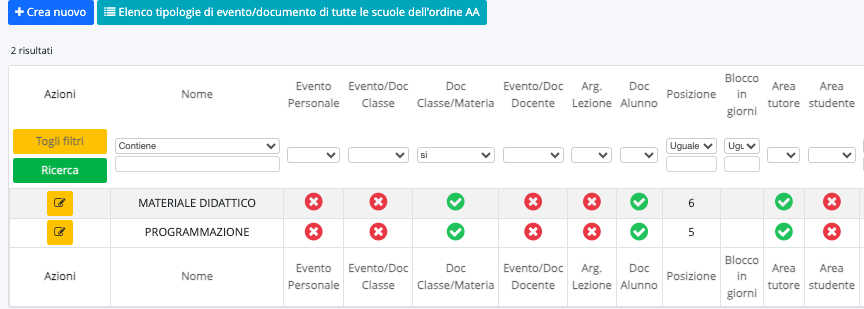 + Crea nuovo
Elenco tipologie di evento/documento di tutte le scuole dell'ordine AA
2 risultati
Azioni Nome Evento Personale Evento/Doc Classe Doc Classe/Materia Evento/Doc Docente Arg. Lezione Doc Alunno Posizione Blocco in giorni Area tutore Area studente
Togli filtri Contiene si Uguale Ugu
Ricerca
MATERIALE DIDATTICO 6
PROGRAMMAZIONE 5
Azioni Nome Evento Personale Evento/Doc Classe Doc Classe/Materia Evento/Doc Docente Arg. Lezione Doc Alunno Posizione Blocco in giorni Area tutore Area studente